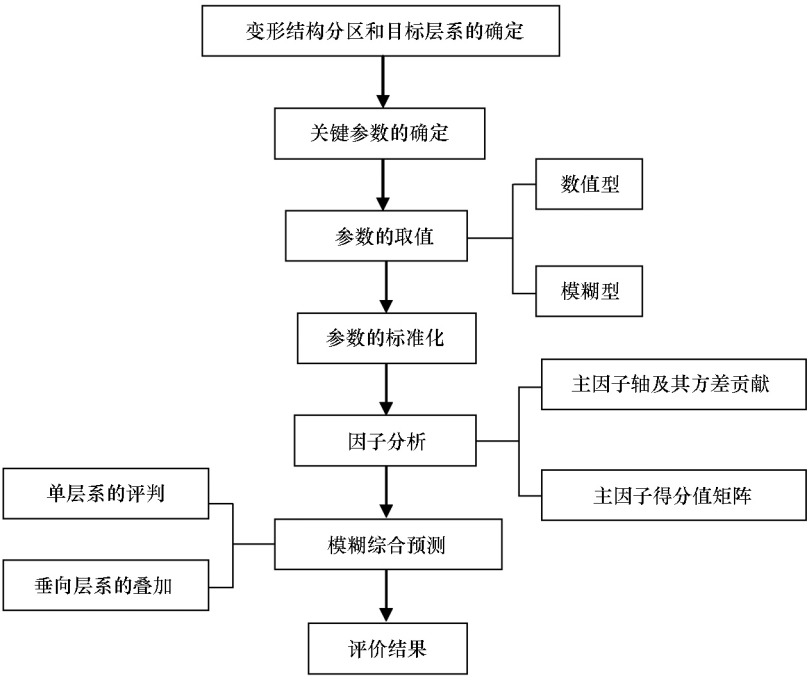 变形结构分区和目标层系的确定
关键参数的确定
数值型
参数的取值
模糊型
参数的标准化
主因子轴及其方差贡献
因子分析
单层系的评判
主因子得分值矩阵
模糊综合预测
垂向层系的叠加
评价结果